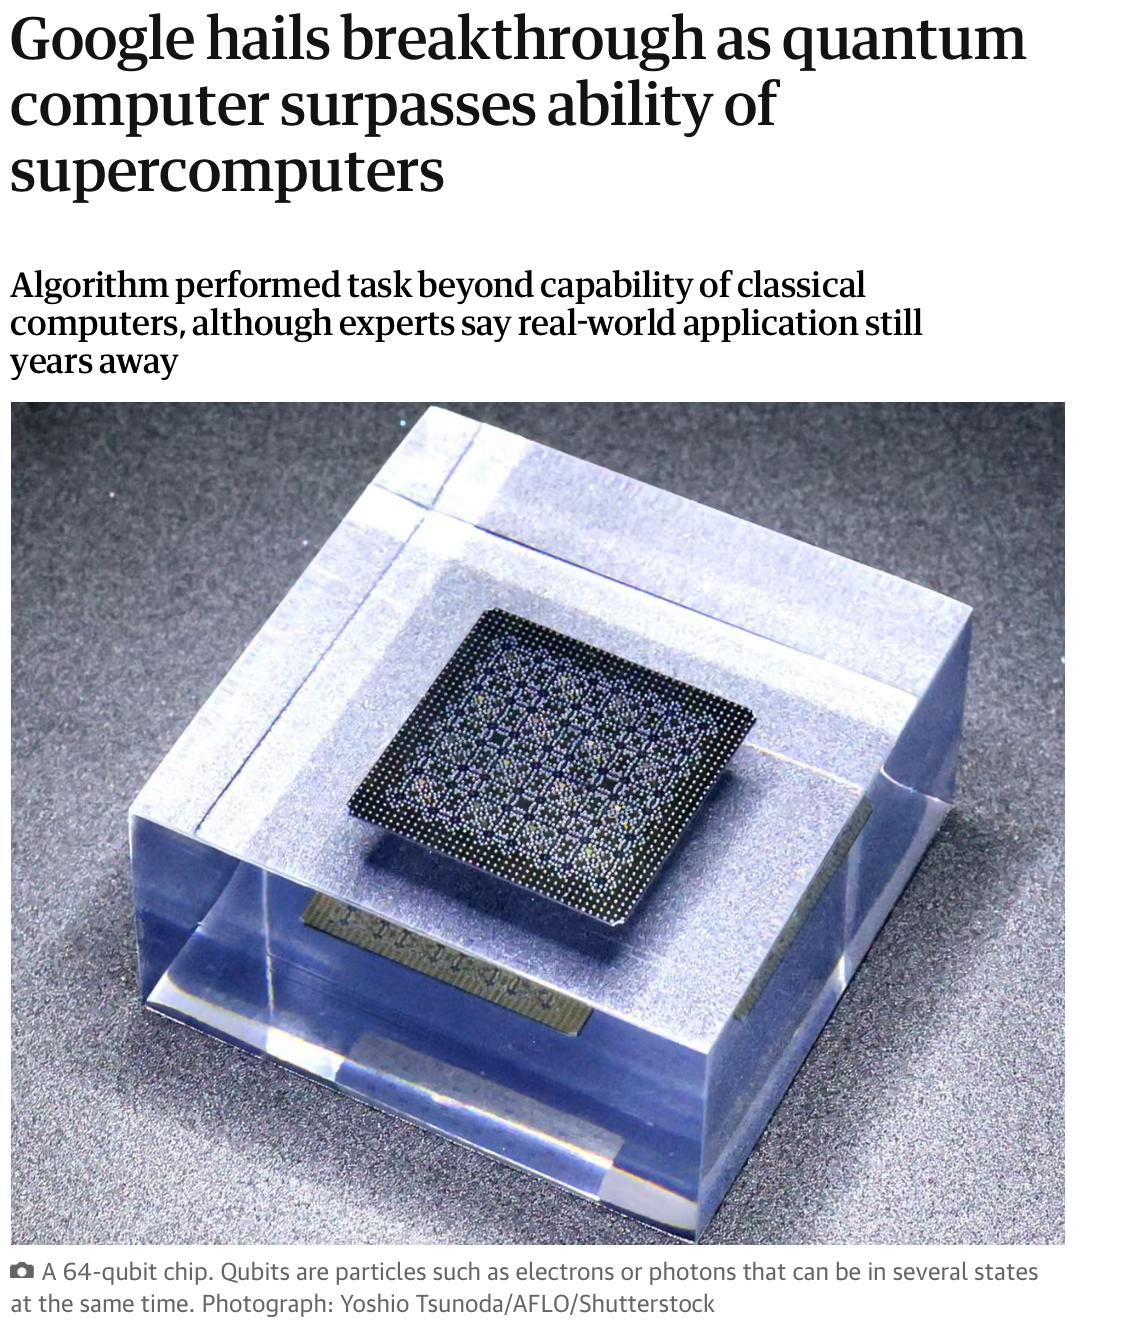 Google hails breakthrough as quantum
computer surpasses ability of
supercomputers
Algorithm performed task beyond capability of classical
computers, although experts say real-world application still
years away
A 64-qubit chip. Qubits are particles such as electrons or photons that can be in several states
at the same time. Photograph: Yoshio Tsunoda/AFLO/Shutterstock